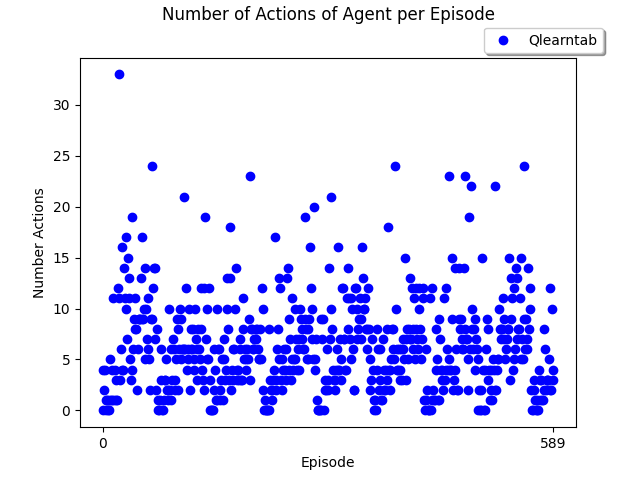 Number of Actions of Agent per Episode
Qlearntab
30
25
20
15
10
5
0
Number Actions
0
589
Episode